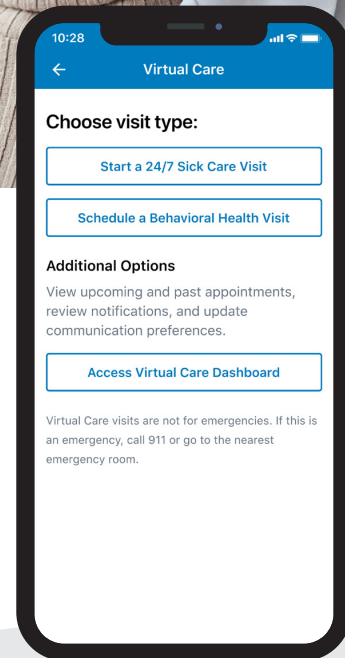 10:28
Virtual Care
Choose visit type:
Start a 24/7 Sick Care Visit
Schedule a Behavioral Health Visit
Additional Options
View upcoming and past appointments,
review notifications, and update
communication preferences.
Access Virtual Care Dashboard
Virtual Care visits are not for emergencies. If this is
an emergency, call 911 or go to the nearest
emergency room.